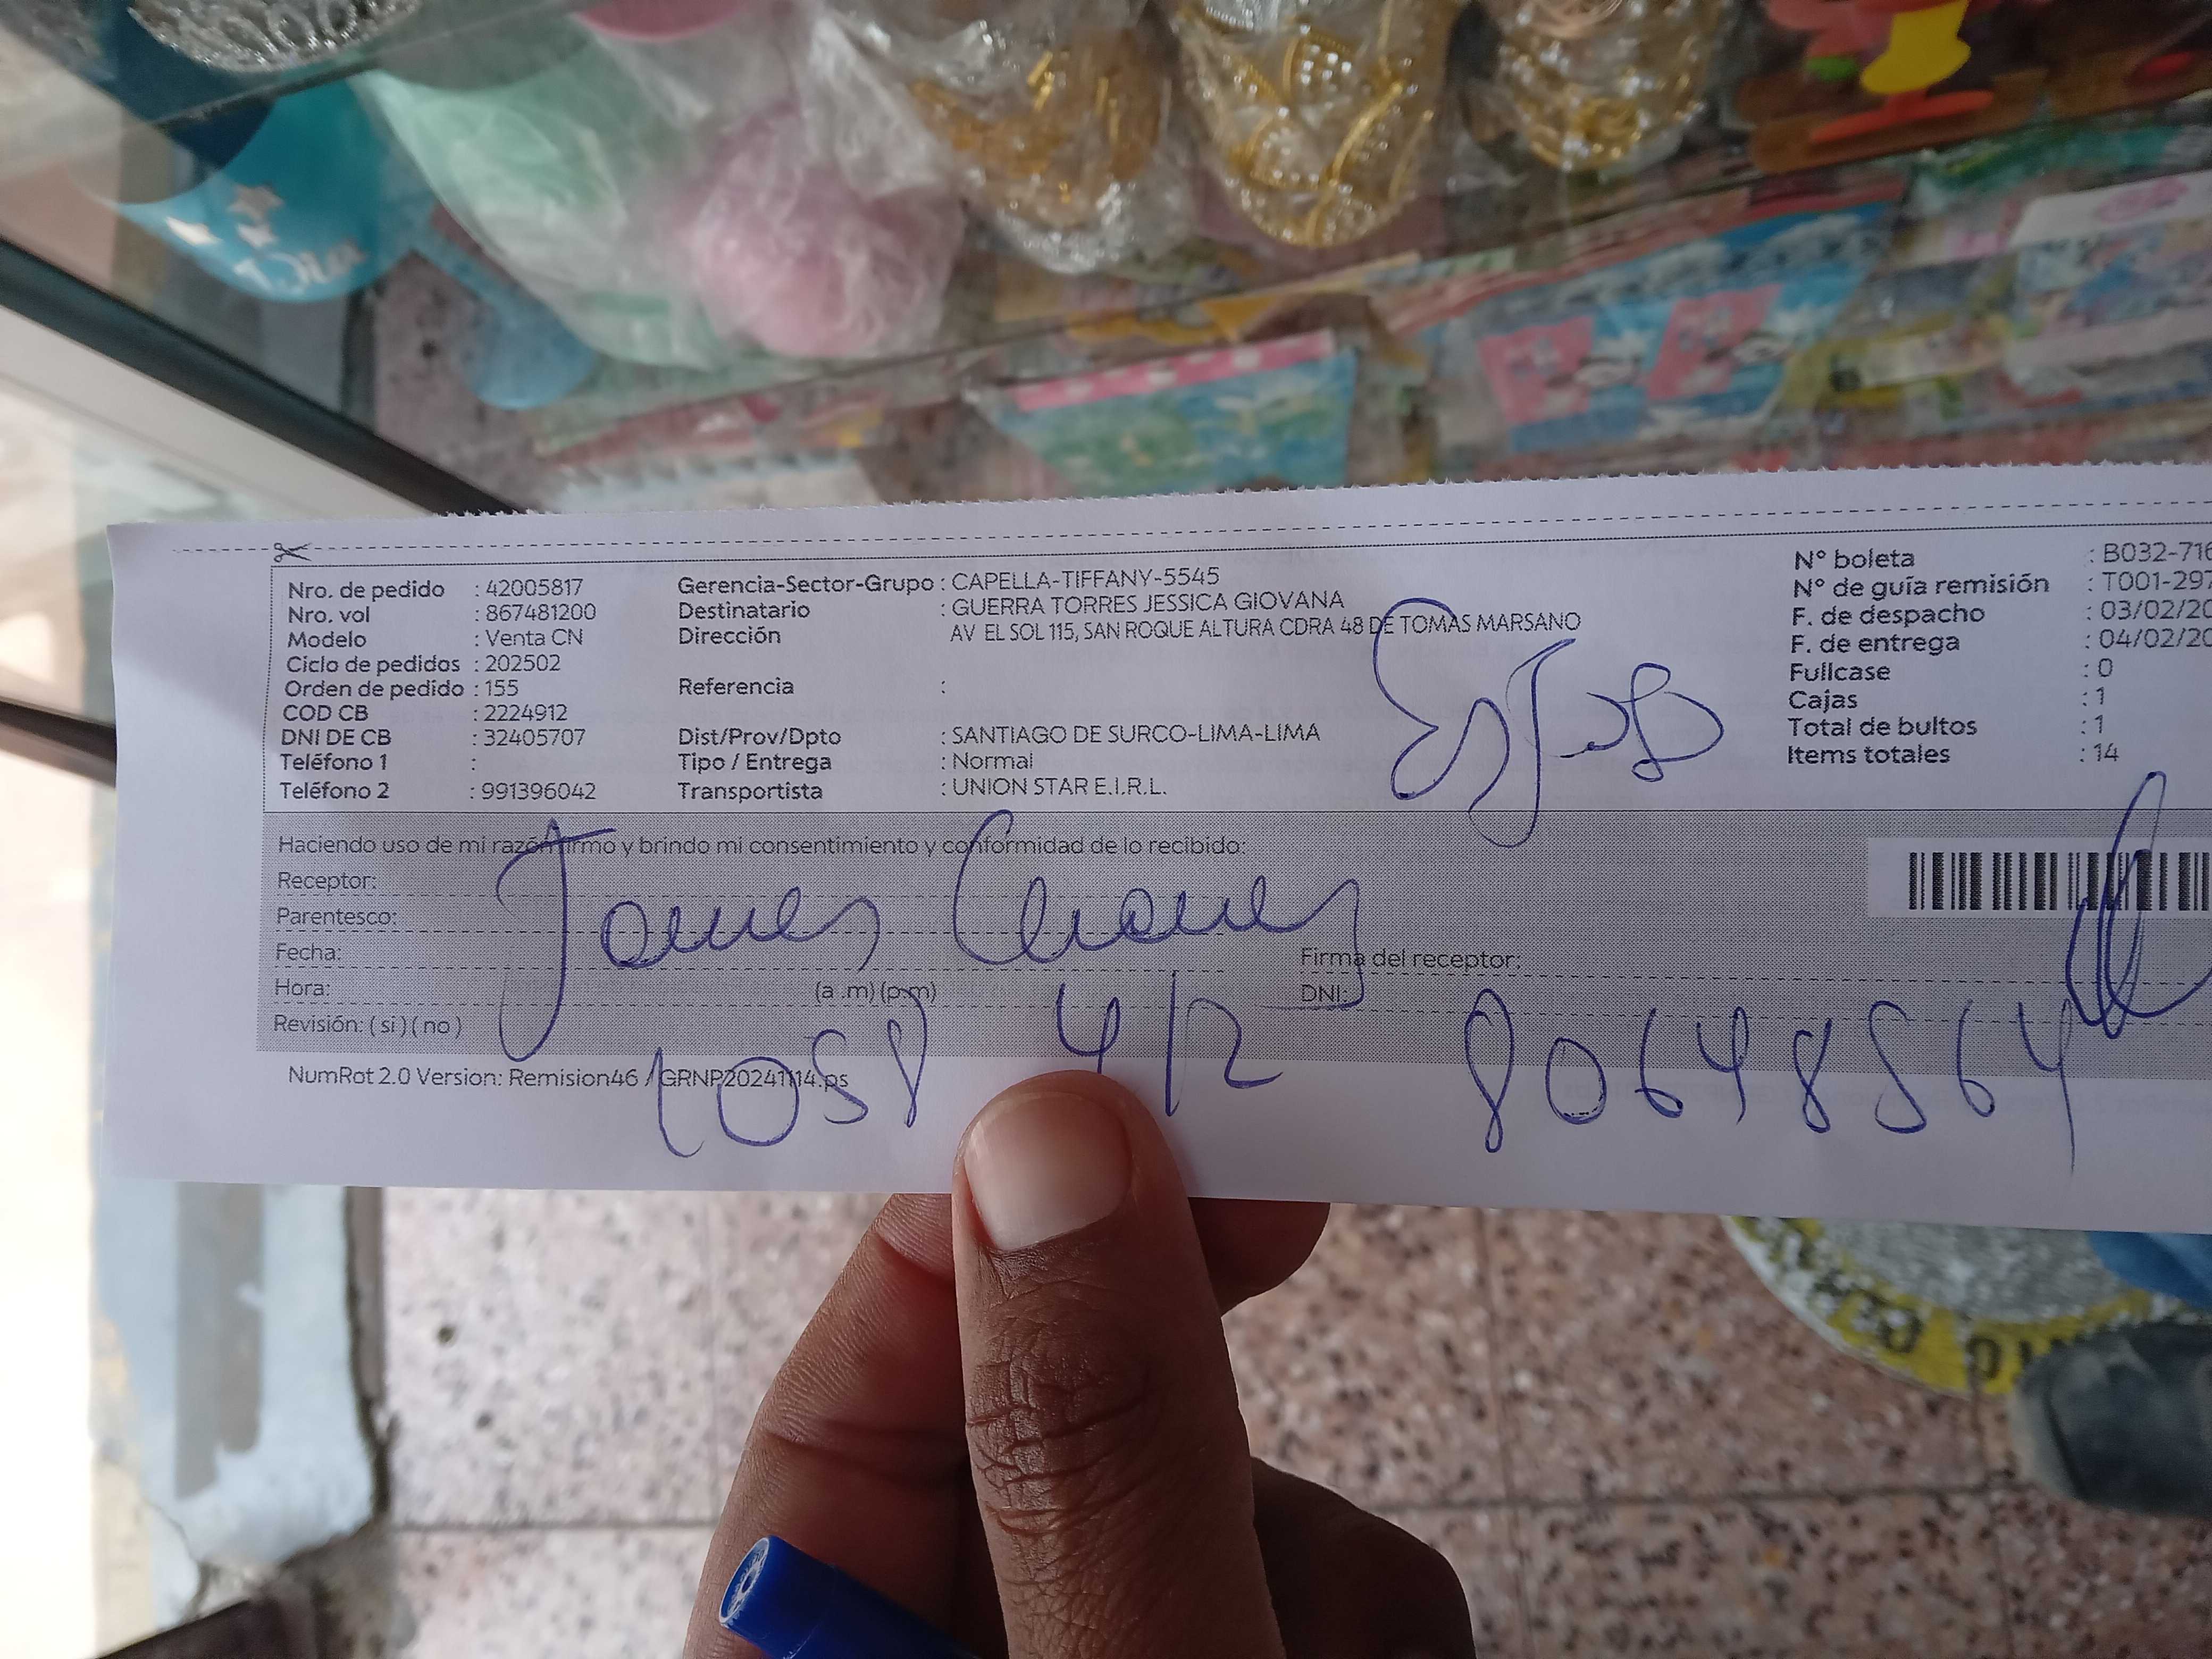 Nro. de pedido : 42005817
Nro. vol : 867481200
Modelo : Venta CN
Ciclo de pedidos : 202502
Orden de pedido : 155
COD CB : 2224912
DNI DE CB : 32405707
Teléfono 1 :
Teléfono 2 : 991396042
Gerencia-Sector-Grupo : CAPELLA-TIFFANY-5545
Destinatario : GUERRA TORRES JESSICA GIOVANA
Dirección AV EL SOL 115, SAN ROQUE ALTURA CDRA 48 DE TOMAS MARSANO
Referencia :
Dist/Prov/Dpto : SANTIAGO DE SURCO-LIMA-LIMA
Tipo / Entrega : Normal
Transportista : UNION STAR E.I.R.L.
N° boleta : B032-716
N° de guía remisión : T001-297
F. de despacho : 03/02/20
F. de entrega : 04/02/20
Fullcase : 0
Cajas : 1
Total de bultos : 1
Items totales : 14
Haciendo uso de mi razón firmo y brindo mi consentimiento y conformidad de lo recibido:
Receptor:
Parentesco:
Fecha:
Hora: (a .m) (p.m)
Revisión: ( si ) ( no )
Firma del receptor:
DNI:
1058 4/2 80648564
NumRot 2.0 Version: Remision46 / GRNP20241114.ps